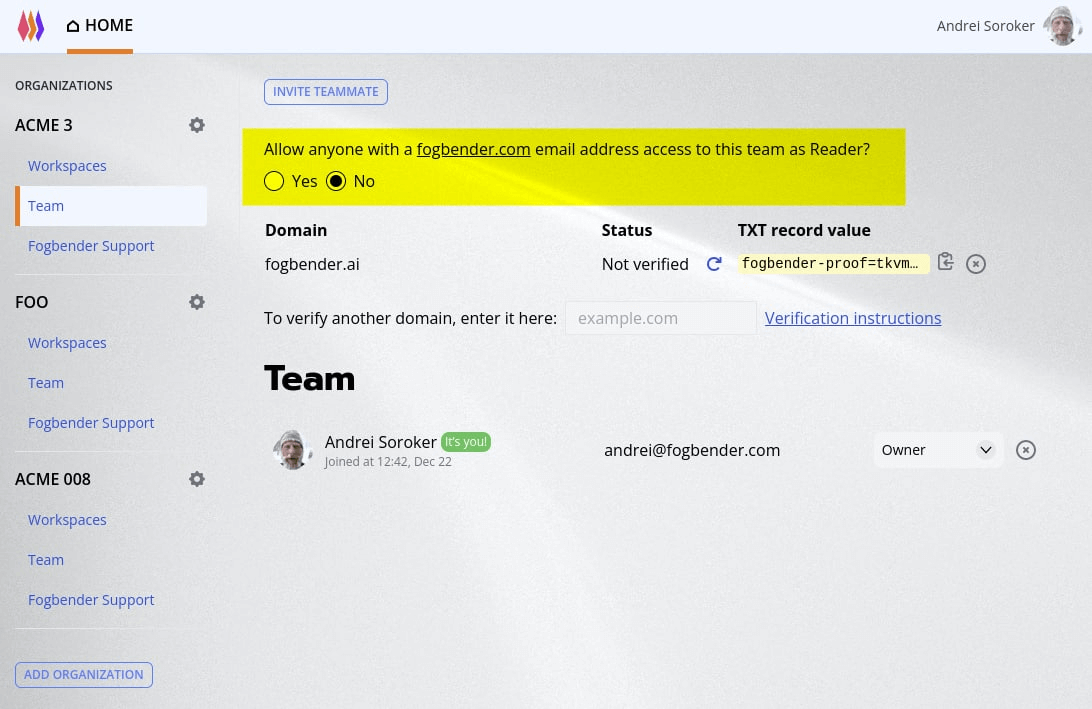 HOME
Andrei Soroker
ORGANIZATIONS
ACME 3
Workspaces
Team
Fogbender Support
FOO
Workspaces
Team
Fogbender Support
ACME 008
Workspaces
Team
Fogbender Support
ADD ORGANIZATION
INVITE TEAMMATE
Allow anyone with a fogbender.com email address access to this team as Reader?
Yes No
Domain Status TXT record value
fogbender.ai Not verified fogbender-proof=tkvm…
To verify another domain, enter it here: example.com Verification instructions
Team
Andrei Soroker It's you! andrei@fogbender.com Owner
Joined at 12:42, Dec 22